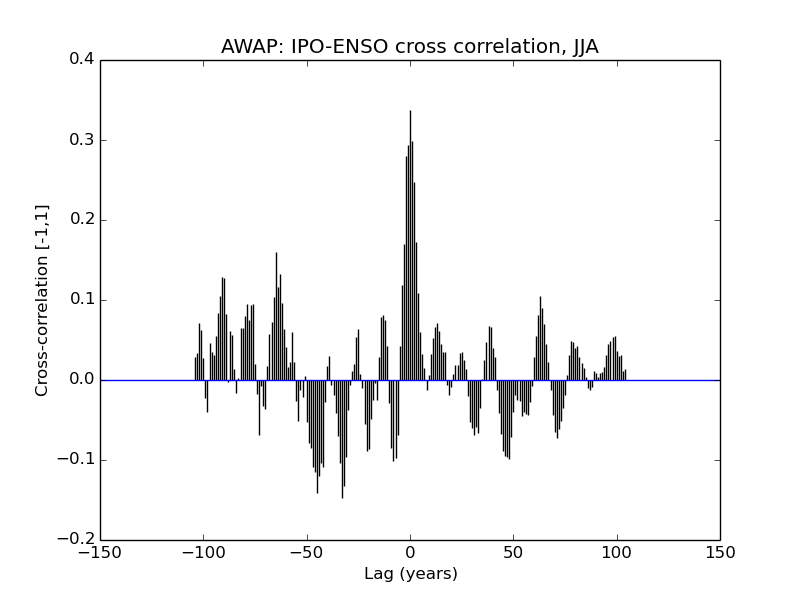 AWAP: IPO-ENSO cross correlation, JJA
0.4
0.3
0.2
0.1
0.0
−0.1
−0.2
Cross-correlation [-1,1]
−150 −100 −50 0 50 100 150
Lag (years)